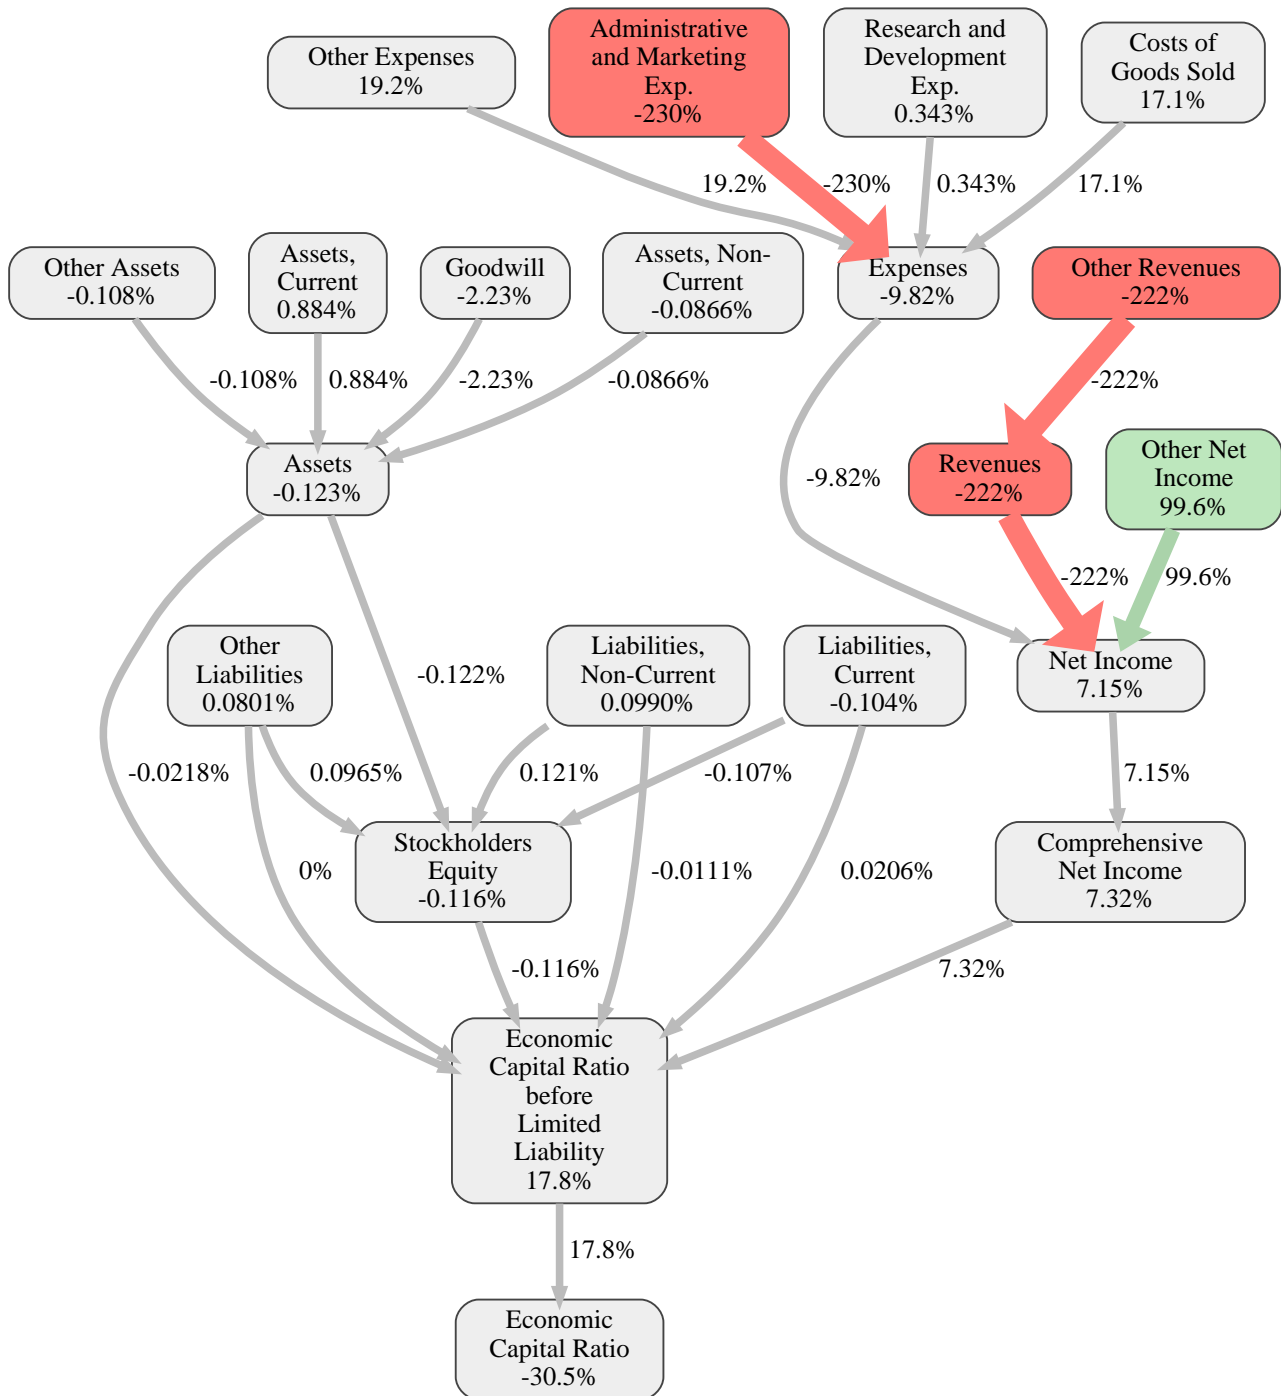 Other Expenses
19.2%
Administrative
and Marketing
Exp.
-230%
Research and
Development
Exp.
0.343%
Costs of
Goods Sold
17.1%
19.2%
-230%
0.343%
17.1%
Other Assets
-0.108%
Assets,
Current
0.884%
Goodwill
-2.23%
Assets, Non-
Current
-0.0866%
Expenses
-9.82%
Other Revenues
-222%
-0.108%
0.884%
-2.23%
-0.0866%
-222%
Assets
-0.123%
-9.82%
Revenues
-222%
Other Net
Income
99.6%
-222%
99.6%
Other
Liabilities
0.0801%
-0.122%
Liabilities,
Non-Current
0.0990%
Liabilities,
Current
-0.104%
Net Income
7.15%
-0.0218%
0.0965%
0.121%
-0.107%
7.15%
Stockholders
Equity
-0.116%
0%
-0.0111%
0.0206%
Comprehensive
Net Income
7.32%
-0.116%
7.32%
Economic
Capital Ratio
before
Limited
Liability
17.8%
17.8%
Economic
Capital Ratio
-30.5%